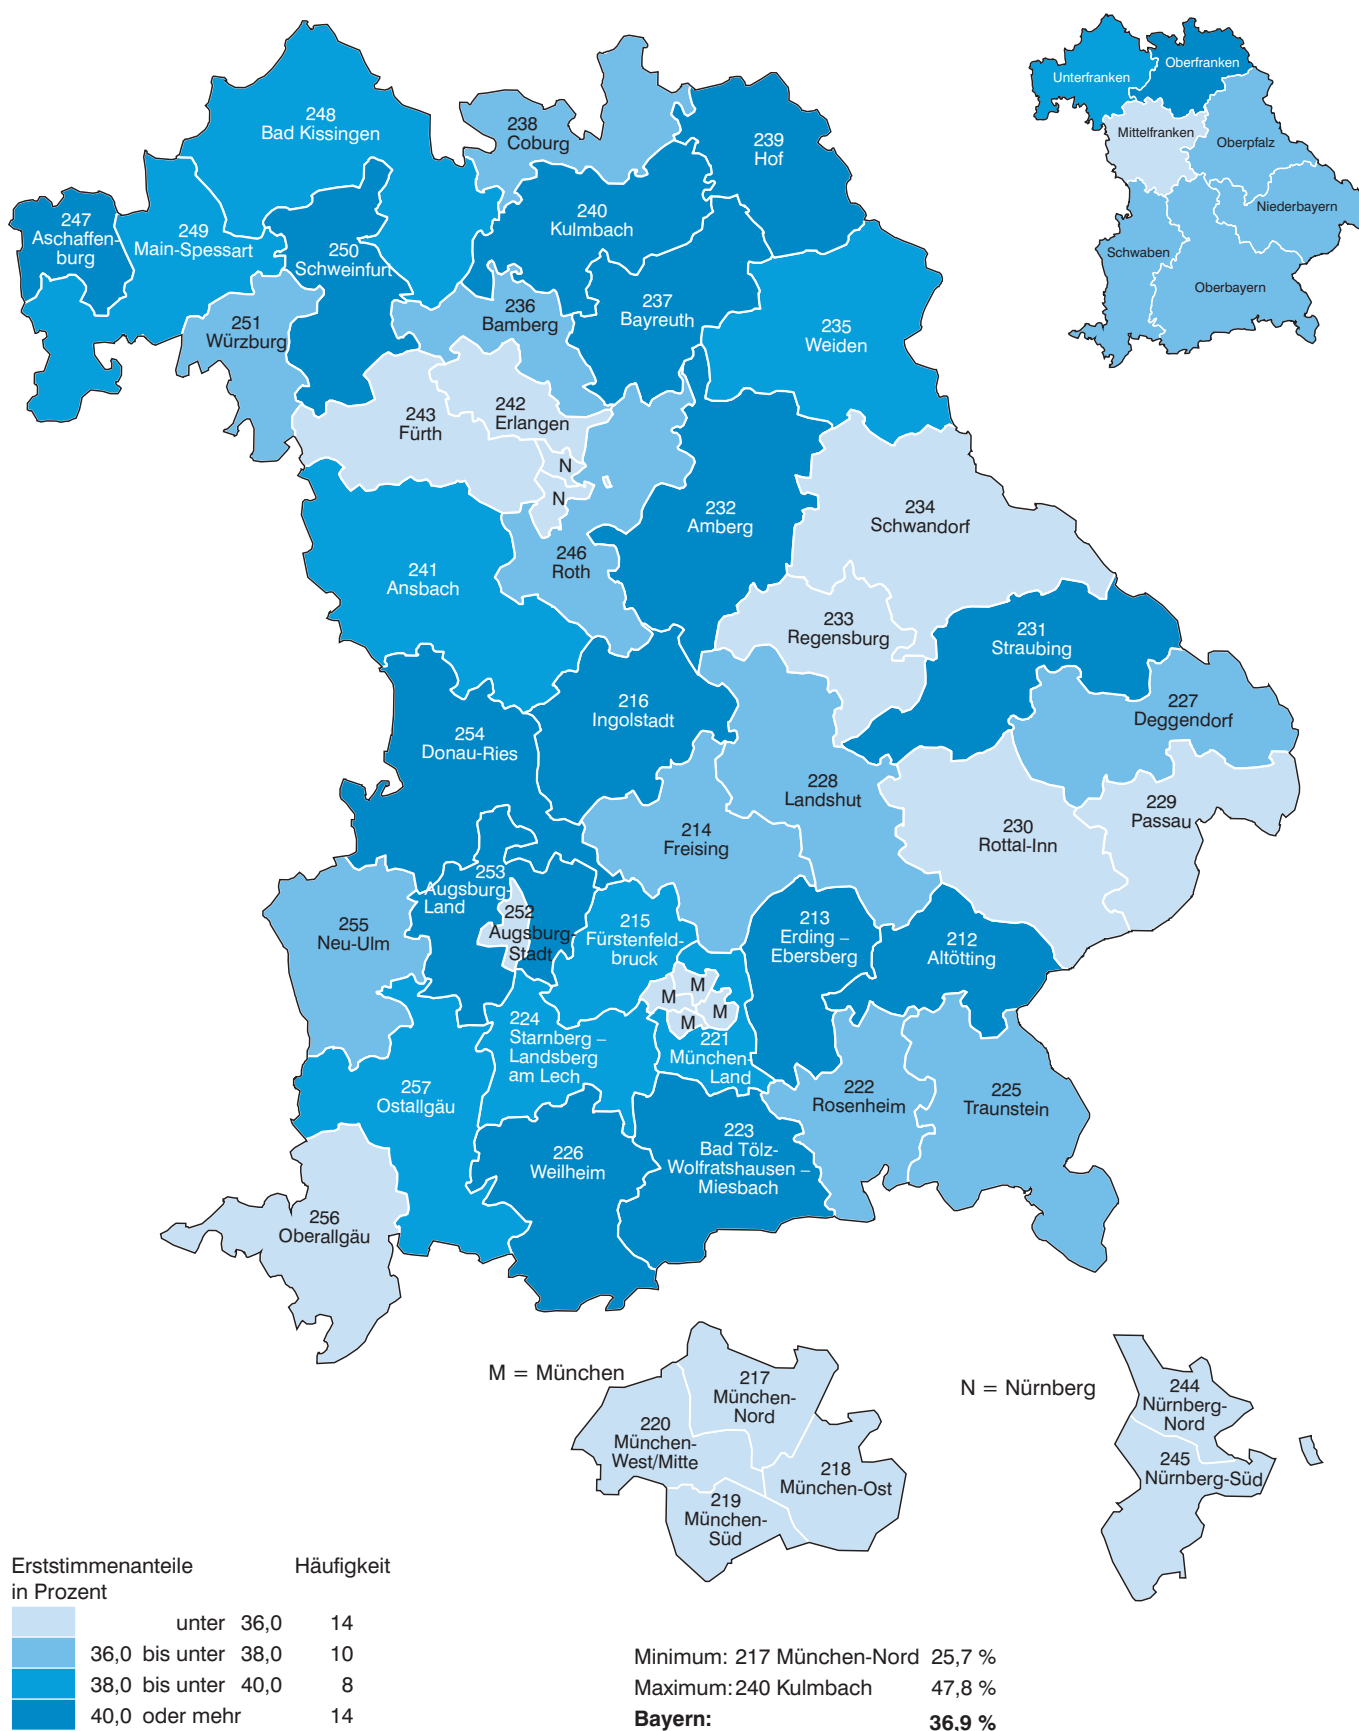 248
Bad Kissingen
238
Coburg
239
Hof
247
Aschaffen-
burg
249
Main-Spessart
250
Schweinfurt
240
Kulmbach
251
Würzburg
236
Bamberg
237
Bayreuth
235
Weiden
243
Fürth
242
Erlangen
N
N
232
Amberg
234
Schwandorf
241
Ansbach
246
Roth
233
Regensburg
231
Straubing
227
Deggendorf
216
Ingolstadt
254
Donau-Ries
228
Landshut
229
Passau
230
Rottal-Inn
214
Freising
253
Augsburg-
Land
252
Augsburg-
Stadt
255
Neu-Ulm
215
Fürstenfeld-
bruck
213
Erding –
Ebersberg
212
Altötting
M
M
M
M
224
Starnberg –
Landsberg
am Lech
221
München-
Land
257
Ostallgäu
222
Rosenheim
225
Traunstein
226
Weilheim
223
Bad Tölz-
Wolfratshausen –
Miesbach
256
Oberallgäu
Unterfranken
Oberfranken
Mittelfranken
Oberpfalz
Niederbayern
Schwaben
Oberbayern
M = München
217
München-
Nord
220
München-
West/Mitte
218
München-Ost
219
München-
Süd
N = Nürnberg
244
Nürnberg-
Nord
245
Nürnberg-Süd
Erststimmenanteile Häufigkeit
in Prozent
unter 36,0 14
36,0 bis unter 38,0 10
38,0 bis unter 40,0 8
40,0 oder mehr 14
Minimum: 217 München-Nord 25,7 %
Maximum: 240 Kulmbach 47,8 %
Bayern: 36,9 %